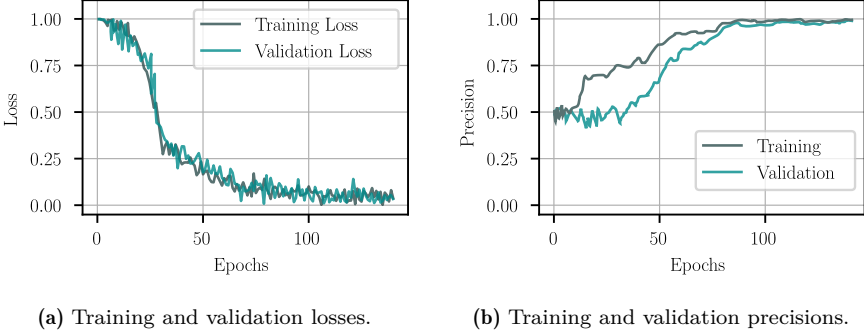 1.00
0.75
0.50
0.25
0.00
Loss
Training Loss
Validation Loss
0
50
100
Epochs
(a) Training and validation losses.
1.00
0.75
0.50
0.25
0.00
Precision
Training
Validation
0
50
100
Epochs
(b) Training and validation precisions.